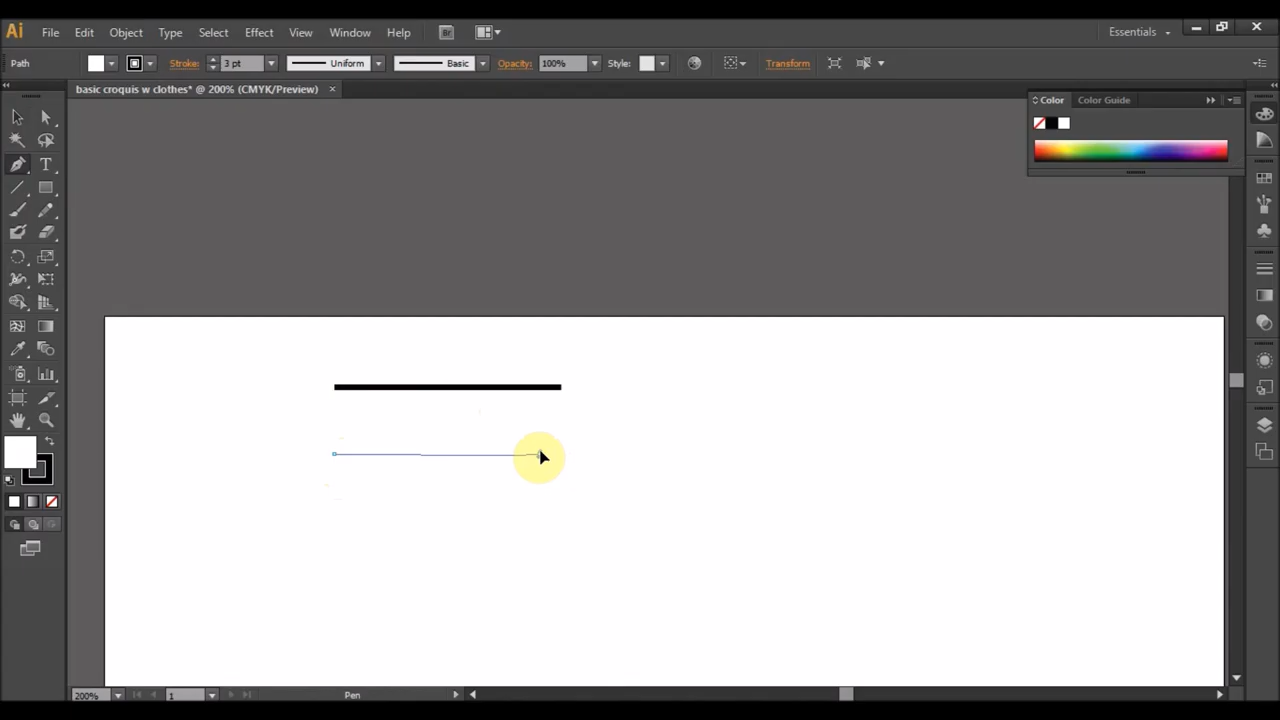 Ai File Edit Object Type Select Effect View Window Help Br Essentials
Path Stroke: 3 pt Uniform Basic Opacity: 100% Style: Transform
basic croquis w clothes* @ 200% (CMYK/Preview) ×
Color Color Guide
T
200% 1 Pen